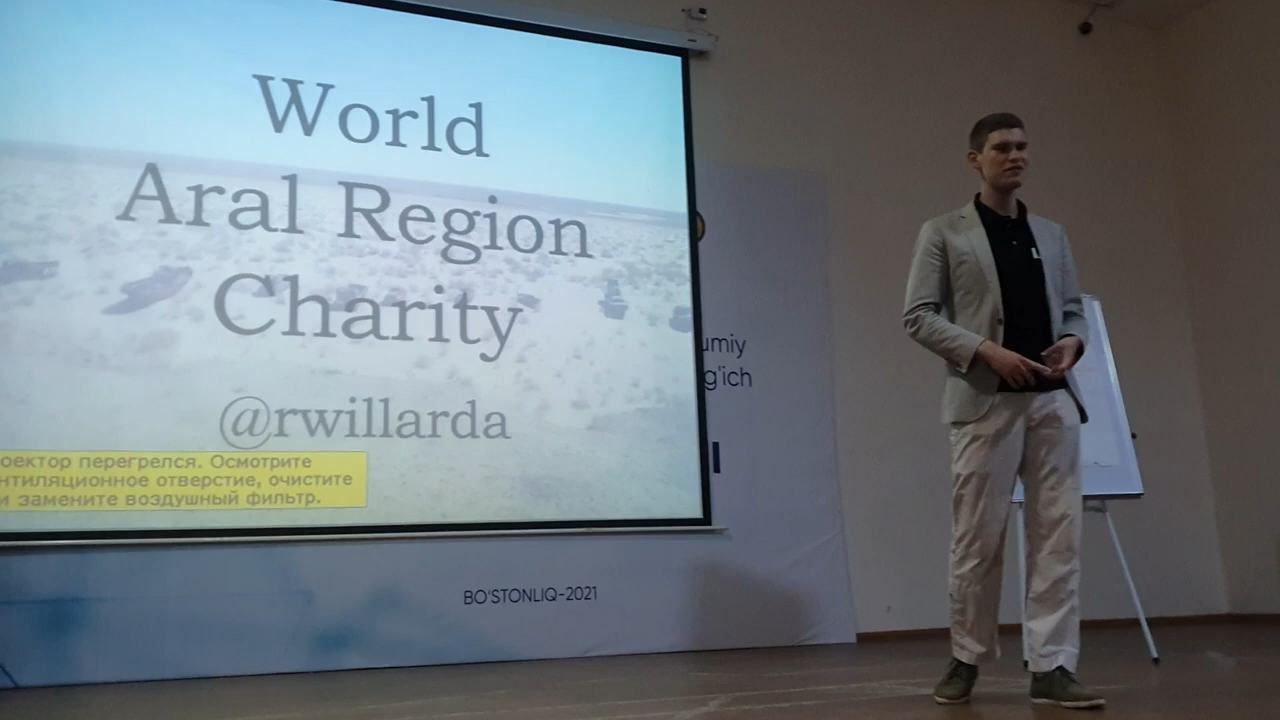 World
Aral Region
Charity
@rwillarda
оектор перегрелся. Осмотрите
нтиляционное отверстие, очистите
и замените воздушный фильтр.
umiy
g'ich
BO'STONLIQ-2021